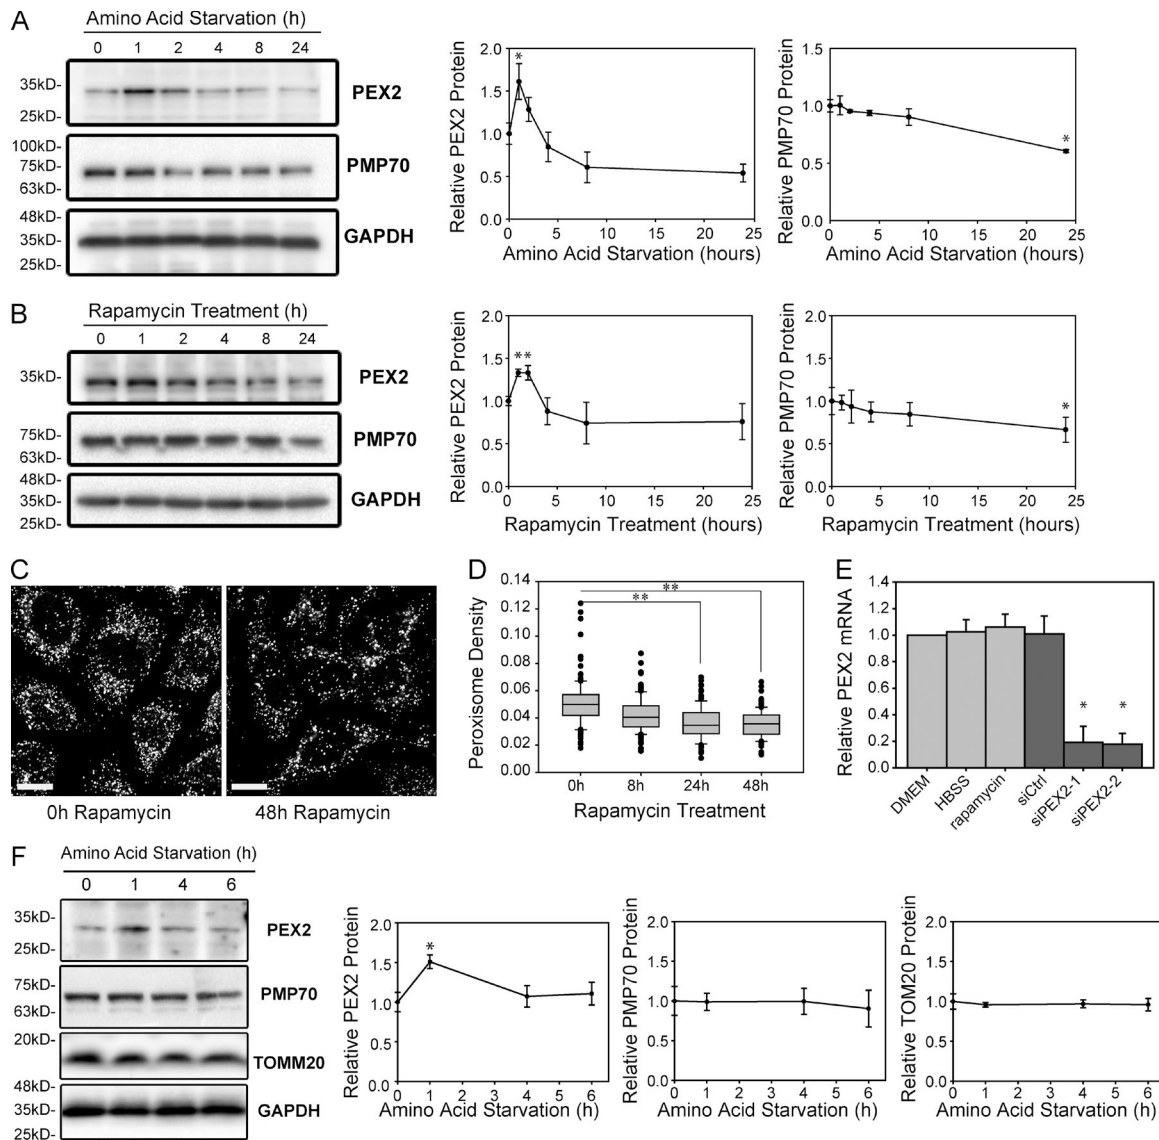 A
Amino Acid Starvation (h)
0 1 2 4 8 24
35kD-
25kD-
PEX2
100kD-
75kD-
63kD-
PMP70
48kD-
35kD-
25kD-
GAPDH
Relative PEX2 Protein
2.0
1.5
1.0
0.5
0.0
*
0 5 10 15 20 25
Amino Acid Starvation (hours)
Relative PMP70 Protein
1.5
1.0
0.5
0.0
*
0 5 10 15 20 25
Amino Acid Starvation (hours)
B
Rapamycin Treatment (h)
0 1 2 4 8 24
35kD-
PEX2
75kD-
63kD-
PMP70
48kD-
35kD-
25kD-
GAPDH
Relative PEX2 Protein
2.0
1.5
1.0
0.5
0.0
**
0 5 10 15 20 25
Rapamycin Treatment (hours)
Relative PMP70 Protein
2.0
1.5
1.0
0.5
0.0
*
0 5 10 15 20 25
Rapamycin Treatment (hours)
C
0h Rapamycin
48h Rapamycin
D
Peroxisome Density
0.14
0.12
0.10
0.08
0.06
0.04
0.02
0.00
**
**
0h 8h 24h 48h
Rapamycin Treatment
E
Relative PEX2 mRNA
1.4
1.2
1.0
0.8
0.6
0.4
0.2
0.0
* *
DMEM
HBSS
rapamycin
siCtrl
siPEX2-1
siPEX2-2
F
Amino Acid Starvation (h)
0 1 4 6
35kD-
25kD-
PEX2
75kD-
63kD-
PMP70
20kD-
TOMM20
48kD-
35kD-
25kD-
GAPDH
Relative PEX2 Protein
2.0
1.5
1.0
0.5
0.0
*
0 1 2 3 4 5 6
Amino Acid Starvation (h)
Relative PMP70 Protein
2.0
1.5
1.0
0.5
0.0
0 1 2 3 4 5 6
Amino Acid Starvation (h)
Relative TOM20 Protein
2.0
1.5
1.0
0.5
0.0
0 1 2 3 4 5 6
Amino Acid Starvation (h)